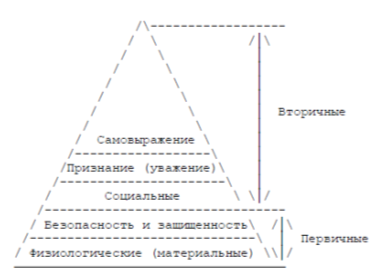 Вторичные
Самовыражение
Признание (уважение)
Социальные
Безопасность и защищенность
Первичные
Физиологические (материальные)